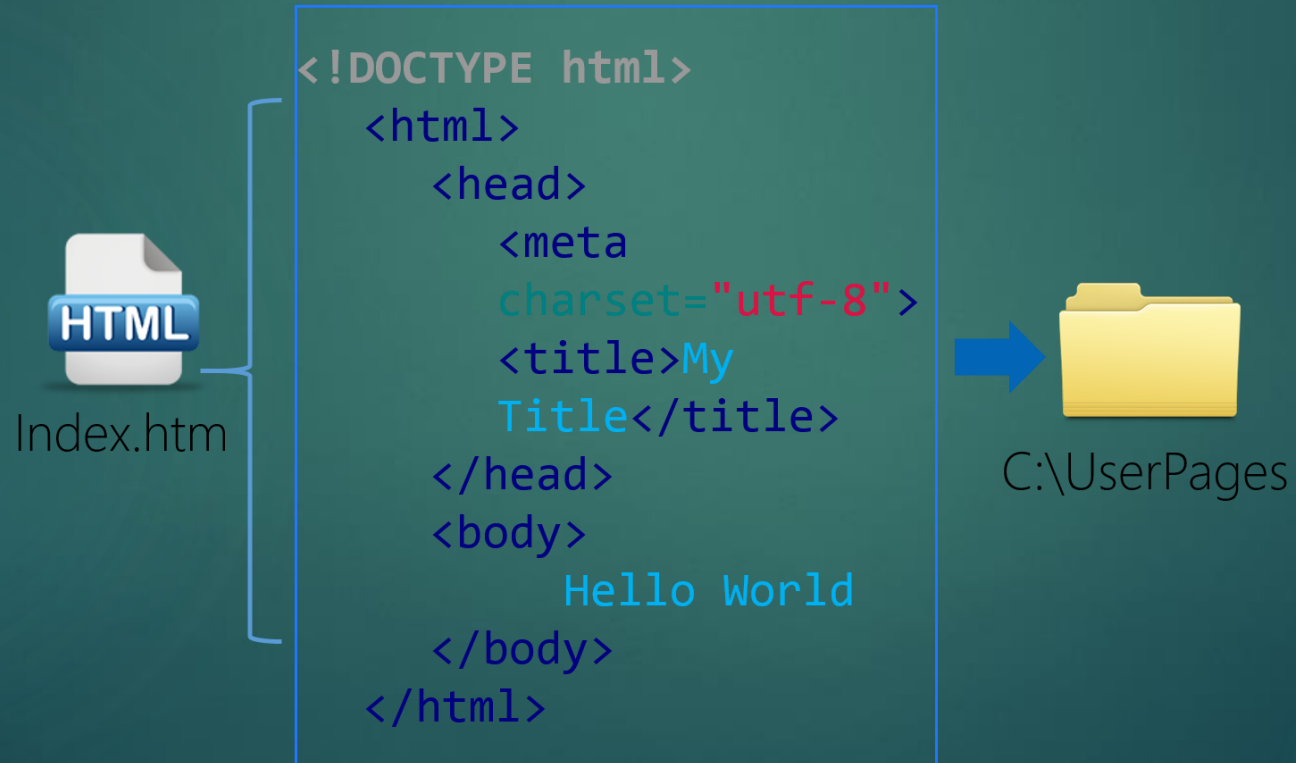 HTML
Index.htm
<!DOCTYPE html>
<html>
<head>
<meta
charset="utf-8">
<title>My
Title</title>
</head>
<body>
Hello World
</body>
</html>
C:\UserPages